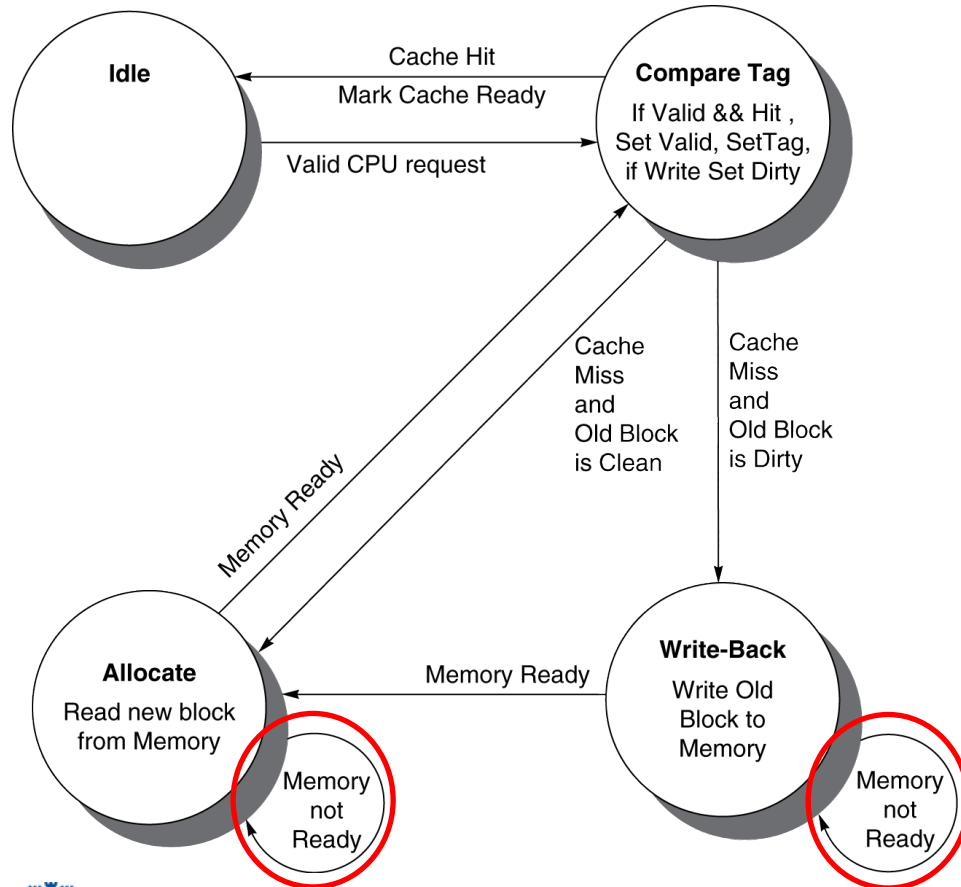 Idle
Cache Hit
Mark Cache Ready
Valid CPU request
Compare Tag
If Valid && Hit ,
Set Valid, SetTag,
if Write Set Dirty
Cache
Miss
and
Old Block
is Clean
Cache
Miss
and
Old Block
is Dirty
Memory Ready
Allocate
Read new block
from Memory
Memory
not
Ready
Memory Ready
Write-Back
Write Old
Block to
Memory
Memory
not
Ready